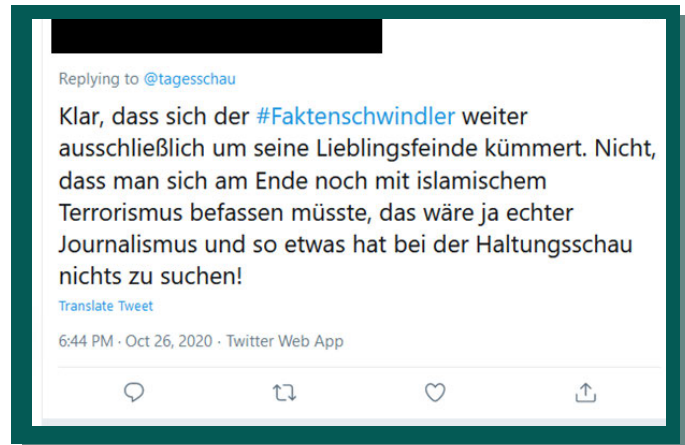 Replying to @tagesschau
Klar, dass sich der #Faktenschwindler weiter
ausschließlich um seine Lieblingsfeinde kümmert. Nicht,
dass man sich am Ende noch mit islamischem
Terrorismus befassen müsste, das wäre ja echter
Journalismus und so etwas hat bei der Haltungsschau
nichts zu suchen!
Translate Tweet
6:44 PM · Oct 26, 2020 · Twitter Web App